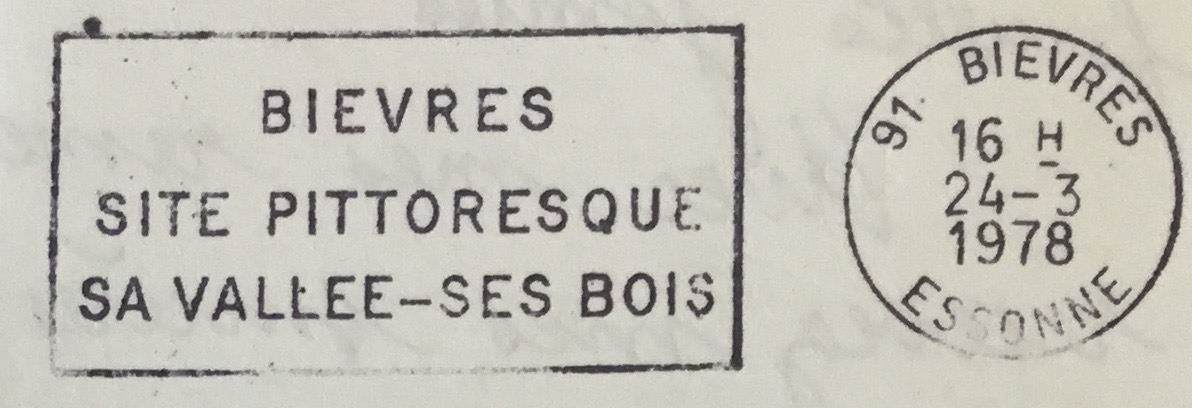 BIEVRES
SITE PITTORESQUE
SA VALLEE-SES BOIS
91 BIEVRES
16 H
24-3
1978
ESSONNE